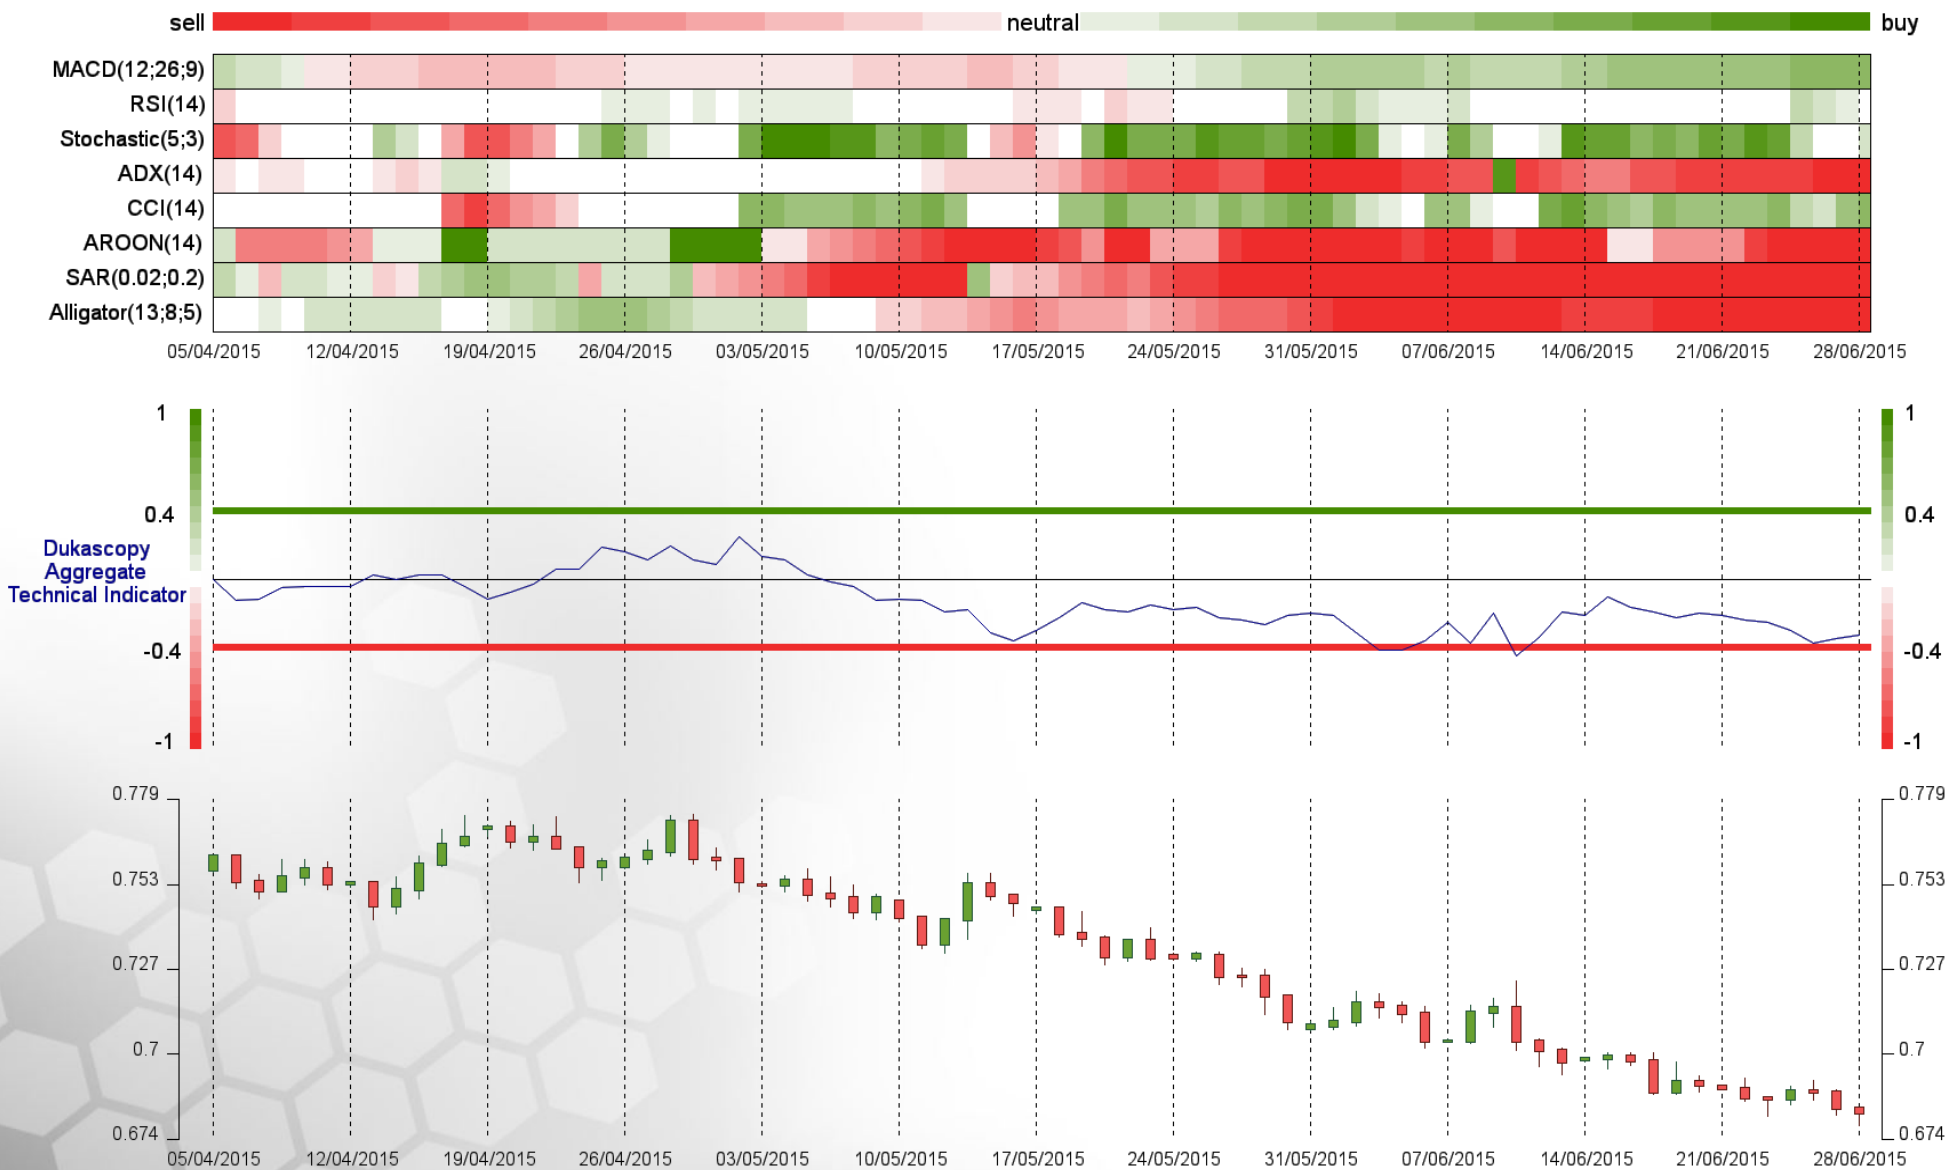 sell neutral buy
MACD(12;26;9)
RSI(14)
Stochastic(5;3)
ADX(14)
CCI(14)
AROON(14)
SAR(0.02;0.2)
Alligator(13;8;5)
05/04/2015 12/04/2015 19/04/2015 26/04/2015 03/05/2015 10/05/2015 17/05/2015 24/05/2015 31/05/2015 07/06/2015 14/06/2015 21/06/2015 28/06/2015
1 1
0.4 0.4
Dukascopy
Aggregate
Technical Indicator
-0.4 -0.4
-1 -1
0.779 0.779
0.753 0.753
0.727 0.727
0.7 0.7
0.674 0.674
05/04/2015 12/04/2015 19/04/2015 26/04/2015 03/05/2015 10/05/2015 17/05/2015 24/05/2015 31/05/2015 07/06/2015 14/06/2015 21/06/2015 28/06/2015